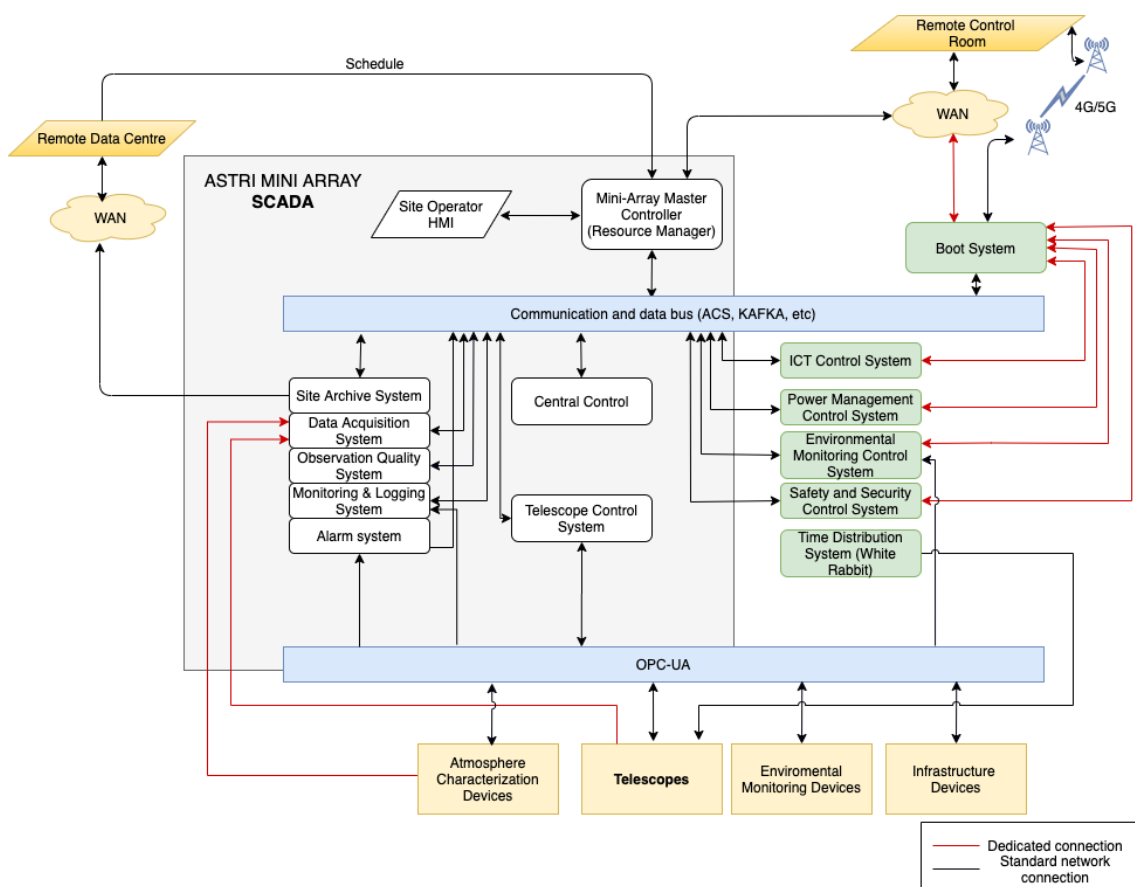 Remote Control
Room
Schedule
4G/5G
WAN
Remote Data Centre
ASTRI MINI ARRAY
SCADA
Mini-Array Master
Controller
(Resource Manager)
Site Operator
HMI
WAN
Boot System
Communication and data bus (ACS, KAFKA, etc)
ICT Control System
Site Archive System
Central Control
Power Management
Control System
Data Acquisition
System
Environmental
Monitoring Control
System
Observation Quality
System
Monitoring & Logging
System
Safety and Security
Control System
Telescope Control
System
Alarm system
Time Distribution
System (White
Rabbit)
OPC-UA
Atmosphere
Characterization
Devices
Telescopes
Enviromental
Monitoring Devices
Infrastructure
Devices
Dedicated connection
Standard network
connection